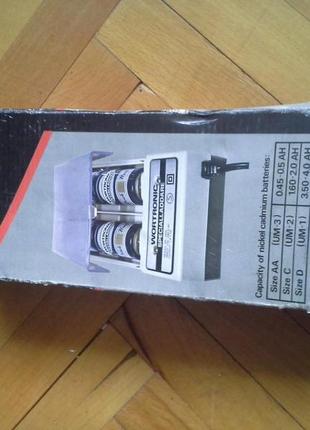 WORTRONIC
SPECIALLADDARE
Capacity of nickel cadmium batteries:
Size AA (UM-3) 0.45-0.5 AH
Size C (UM-2) 1.60-2.0 AH
Size D (UM-1) 3.50-4.0 AH